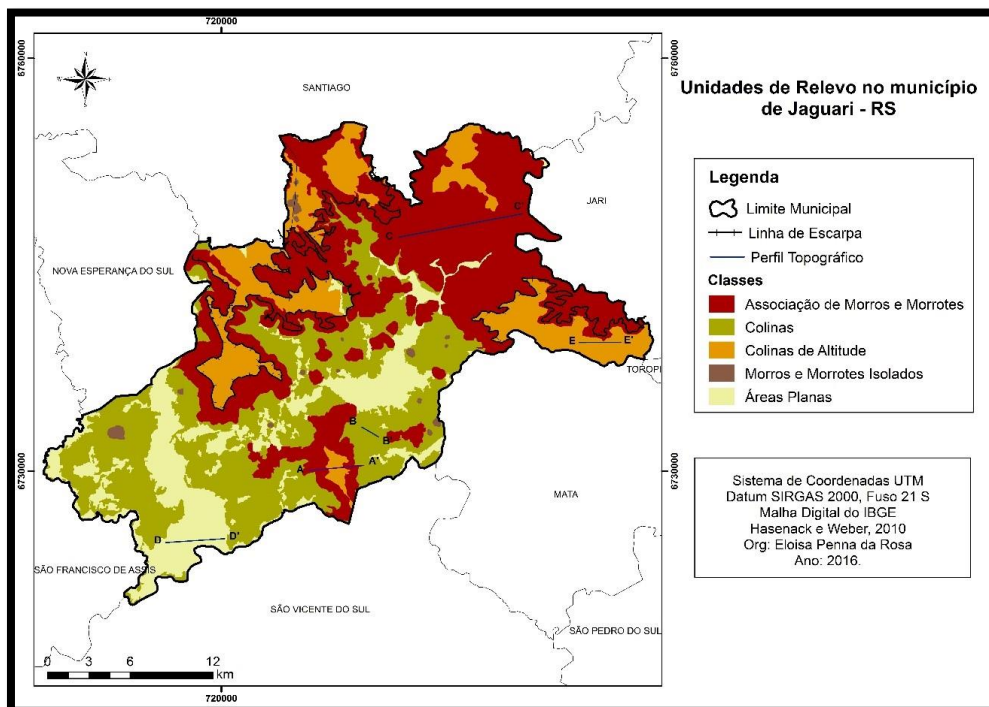 720000
6760000
6760000
N
SANTIAGO
JARI
NOVA ESPERANÇA DO SUL
C
C
E
E'
TOROPI
B
B
A
A'
6730000
6730000
MATA
D
D'
SÃO FRANCISCO DE ASSIS
SÃO VICENTE DO SUL
SÃO PEDRO DO SUL
0 3 6 12
km
720000
Unidades de Relevo no município
de Jaguari - RS
Legenda
Limite Municipal
Linha de Escarpa
Perfil Topográfico
Classes
Associação de Morros e Morrotes
Colinas
Colinas de Altitude
Morros e Morrotes Isolados
Áreas Planas
Sistema de Coordenadas UTM
Datum SIRGAS 2000, Fuso 21 S
Malha Digital do IBGE
Hasenack e Weber, 2010
Org: Eloisa Penna da Rosa
Ano: 2016.